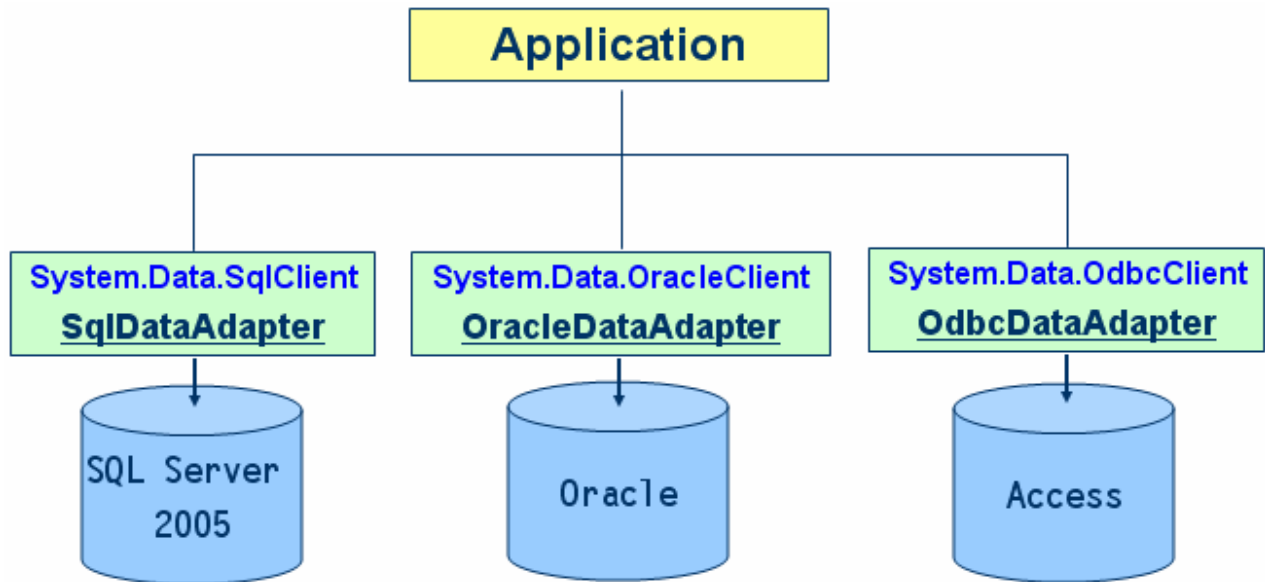 Application
System.Data.SqlClient
SqlDataAdapter
System.Data.OracleClient
OracleDataAdapter
System.Data.OdbcClient
OdbcDataAdapter
SQL Server
2005
Oracle
Access